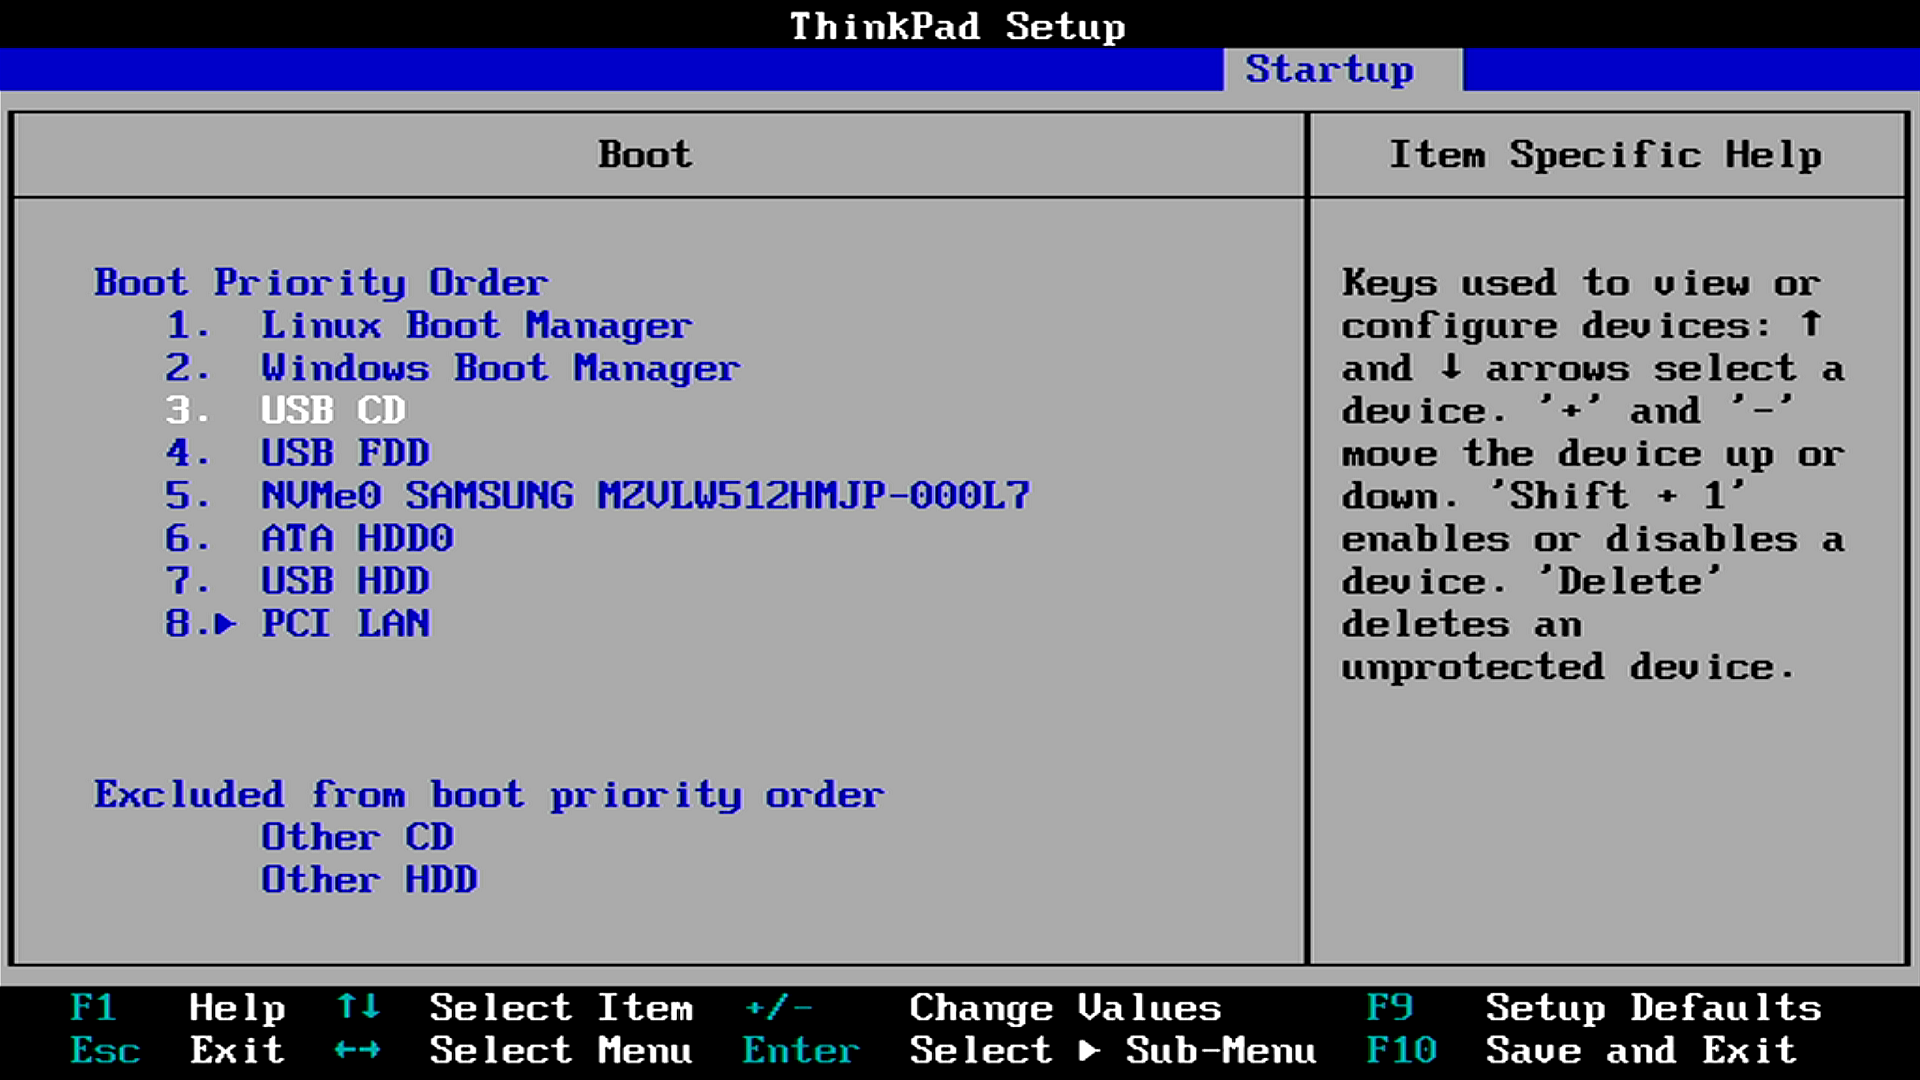 ThinkPad Setup
Startup
Boot
Item Specific Help
Boot Priority Order
1. Linux Boot Manager
2. Windows Boot Manager
3. USB CD
4. USB FDD
5. NVMe0 SAMSUNG MZVLW512HMJP-000L7
6. ATA HDD0
7. USB HDD
8.▶ PCI LAN
Excluded from boot priority order
Other CD
Other HDD
Keys used to view or
configure devices: ↑
and ↓ arrows select a
device. '+' and '-'
move the device up or
down. 'Shift + 1'
enables or disables a
device. 'Delete'
deletes an
unprotected device.
F1 Help ↑↓ Select Item +/- Change Values F9 Setup Defaults
Esc Exit ←→ Select Menu Enter Select ▶ Sub-Menu F10 Save and Exit